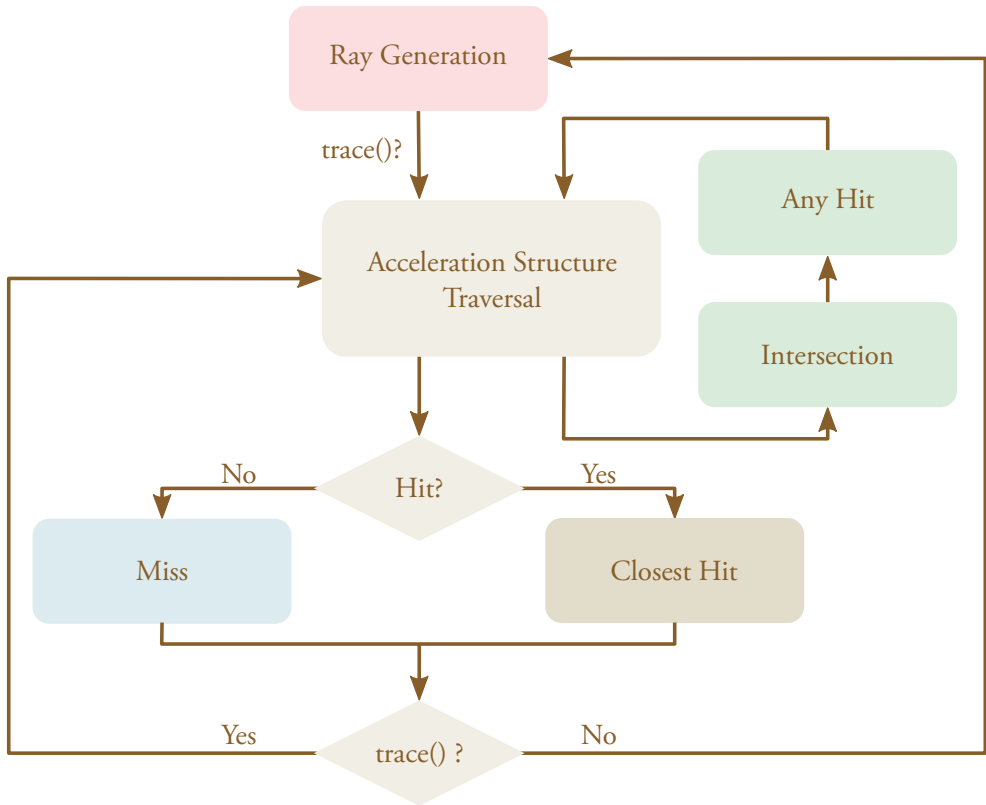 Ray Generation
trace()?
Any Hit
Acceleration Structure
Traversal
Intersection
No
Hit?
Yes
Miss
Closest Hit
Yes
trace() ?
No